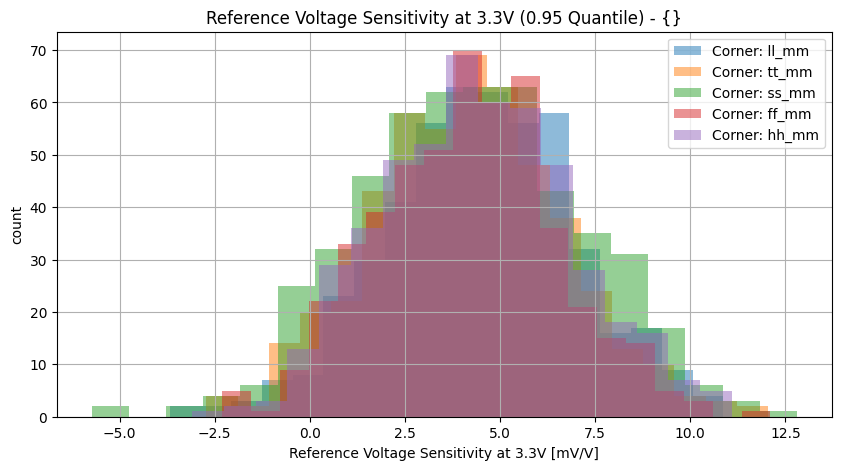 Reference Voltage Sensitivity at 3.3V (0.95 Quantile) - {}
Corner: ll_mm
Corner: tt_mm
Corner: ss_mm
Corner: ff_mm
Corner: hh_mm
70
60
50
40
30
20
10
0
count
−5.0
−2.5
0.0
2.5
5.0
7.5
10.0
12.5
Reference Voltage Sensitivity at 3.3V [mV/V]